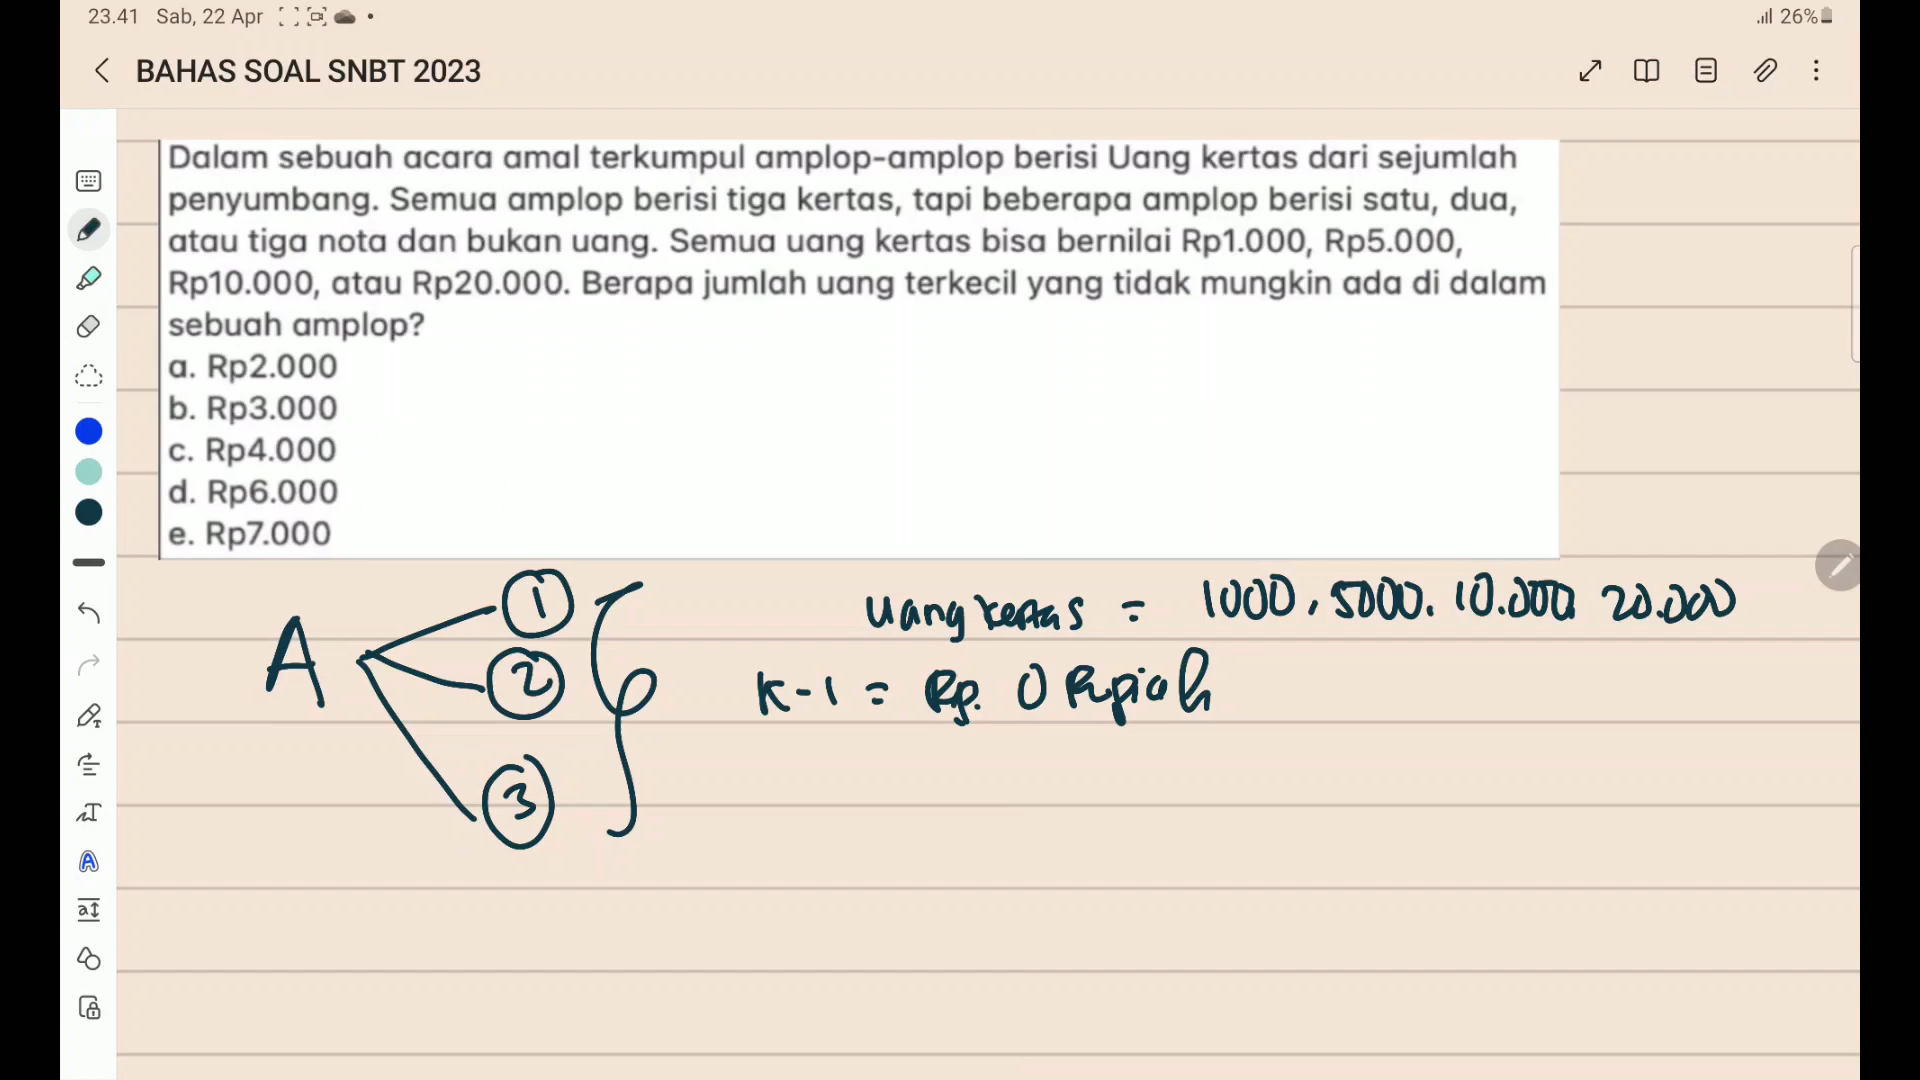 23.41 Sab, 22 Apr
26%
BAHAS SOAL SNBT 2023
Dalam sebuah acara amal terkumpul amplop-amplop berisi Uang kertas dari sejumlah
penyumbang. Semua amplop berisi tiga kertas, tapi beberapa amplop berisi satu, dua,
atau tiga nota dan bukan uang. Semua uang kertas bisa bernilai Rp1.000, Rp5.000,
Rp10.000, atau Rp20.000. Berapa jumlah uang terkecil yang tidak mungkin ada di dalam
sebuah amplop?
a. Rp2.000
b. Rp3.000
c. Rp4.000
d. Rp6.000
e. Rp7.000
A
1
2
3
uang kertas = 1000, 5000. 10.000. 20.000
K-1 = Rp. 0 Rupiah